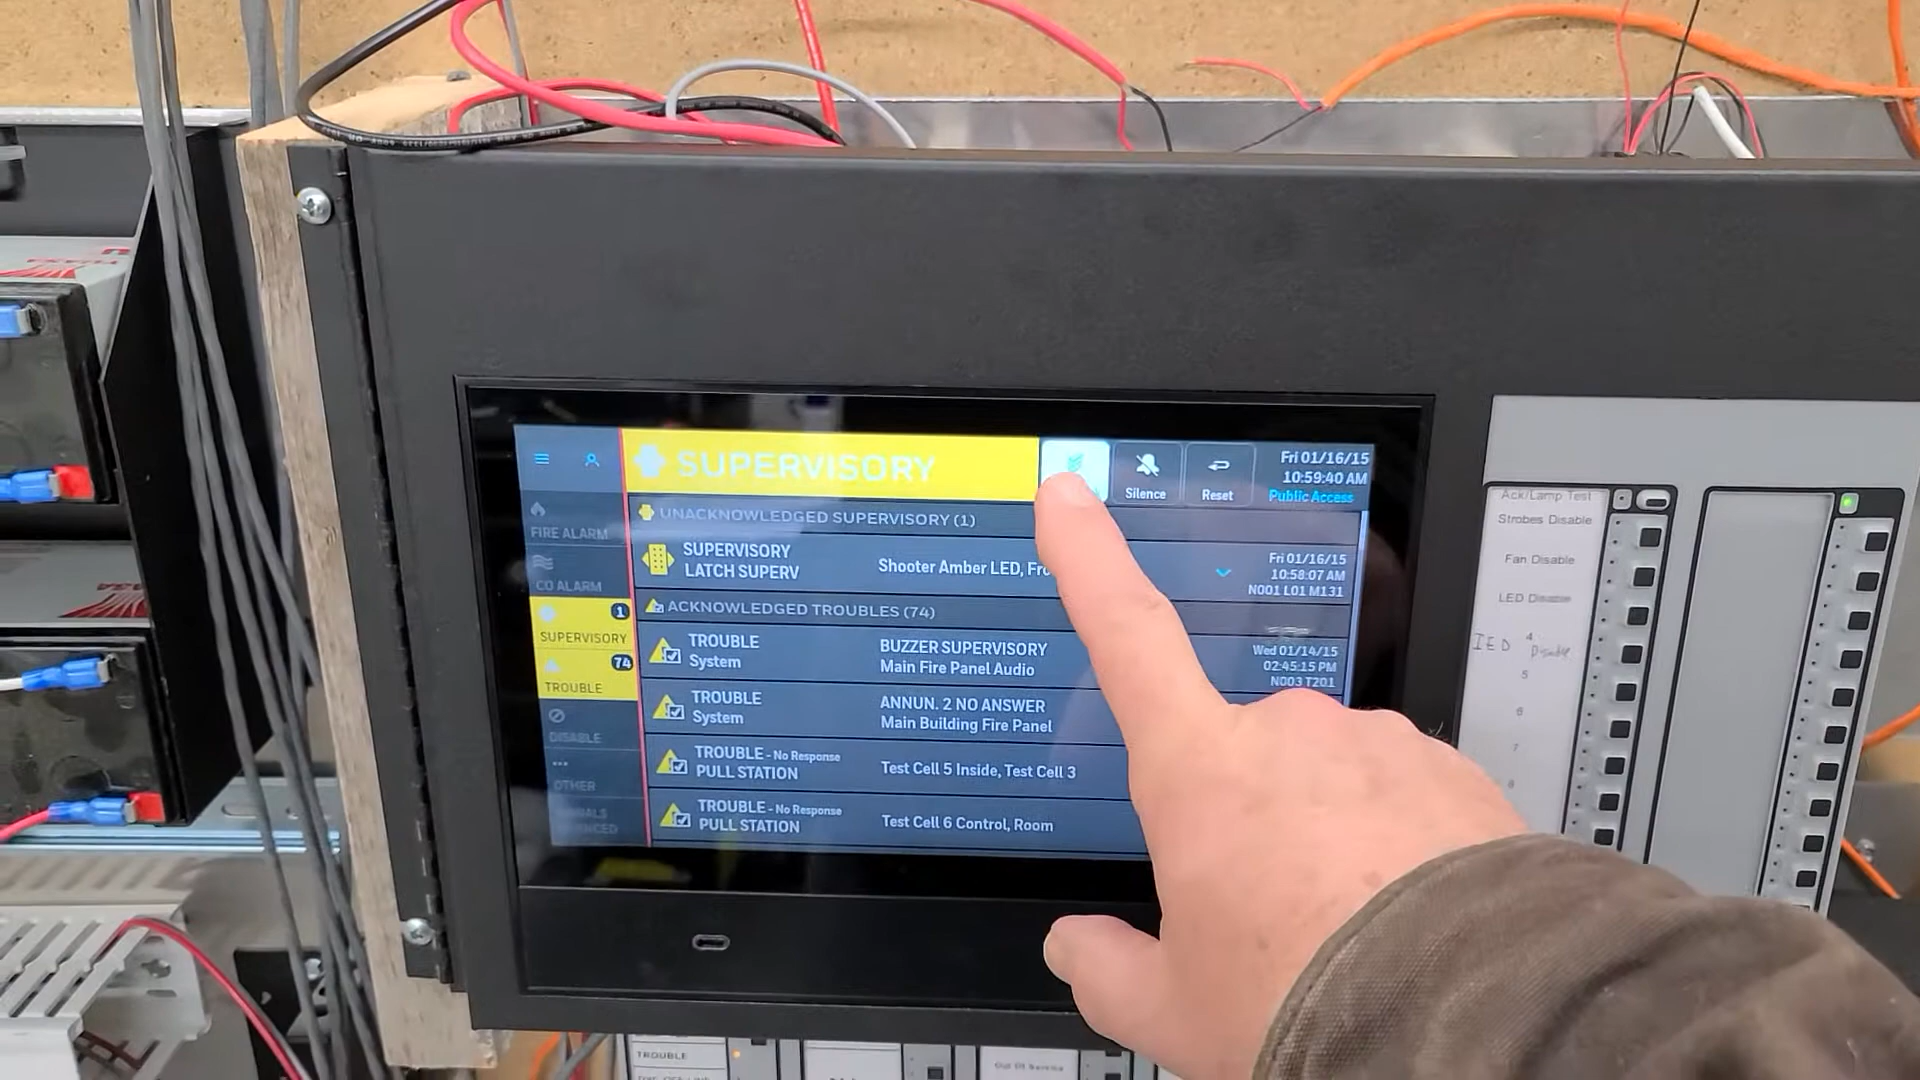 SUPERVISORY
Silence
Reset
Fri 01/16/15
10:59:40 AM
Public Access
FIRE ALARM
CO ALARM
1
SUPERVISORY
74
TROUBLE
DISABLE
OTHER
UNACKNOWLEDGED SUPERVISORY (1)
SUPERVISORY
LATCH SUPERV
Shooter Amber LED,
Fri 01/16/15
10:58:07 AM
N001 L01 M131
ACKNOWLEDGED TROUBLES (74)
TROUBLE
System
BUZZER SUPERVISORY
Main Fire Panel Audio
Wed 01/14/15
02:45:15 PM
N003 T201
TROUBLE
System
ANNUN. 2 NO ANSWER
Main Building Fire Panel
TROUBLE - No Response
PULL STATION
Test Cell 5 Inside, Test Cell 3
TROUBLE - No Response
PULL STATION
Test Cell 6 Control, Room
Ack/Lamp Test
Strobes Disable
Fan Disable
LED Disable
4
5
6
7
TROUBLE
Out Of Service